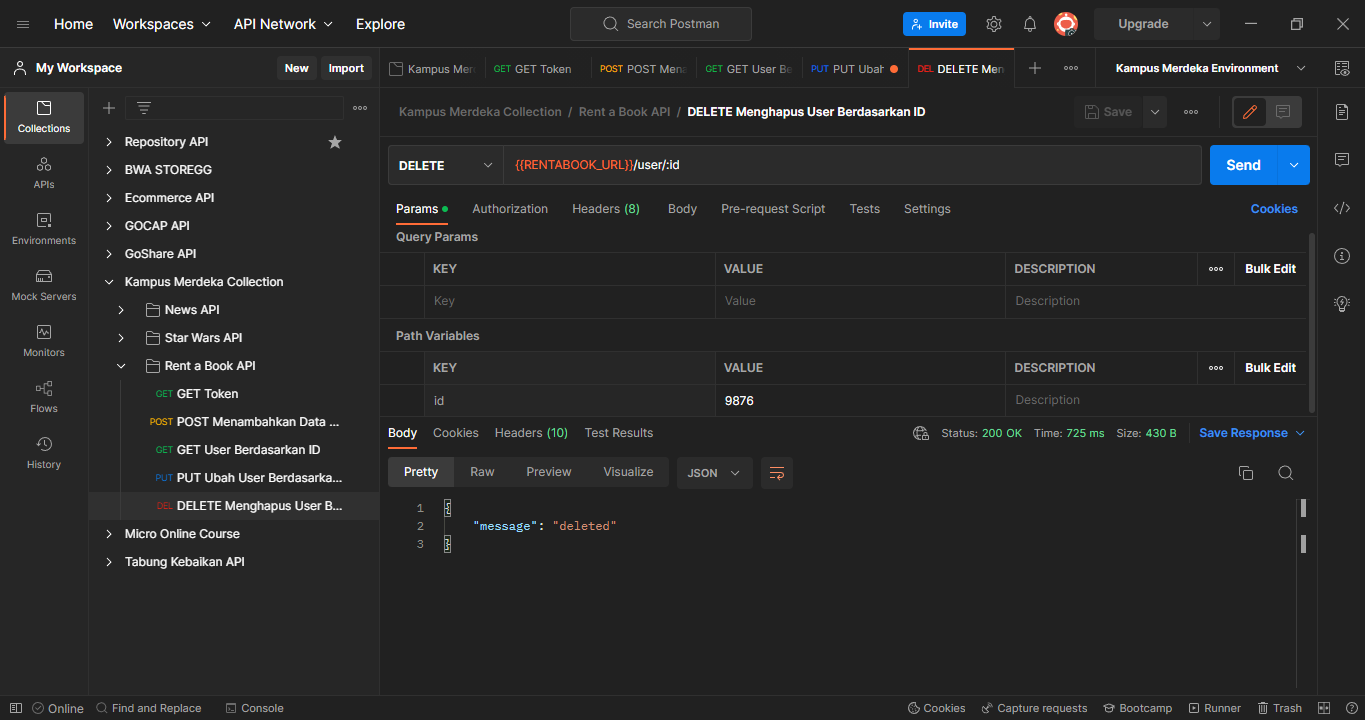 Home Workspaces API Network Explore Search Postman Invite Upgrade
My Workspace New Import
Kampus Mer GET GET Token POST POST Mena GET GET User Be PUT PUT Ubah DEL DELETE Men Kampus Merdeka Environment
Collections
APIs
Environments
Mock Servers
Monitors
Flows
History
Repository API
BWA STOREGG
Ecommerce API
GOCAP API
GoShare API
Kampus Merdeka Collection
News API
Star Wars API
Rent a Book API
GET GET Token
POST POST Menambahkan Data ...
GET GET User Berdasarkan ID
PUT PUT Ubah User Berdasarka...
DEL DELETE Menghapus User B...
Micro Online Course
Tabung Kebaikan API
Kampus Merdeka Collection / Rent a Book API / DELETE Menghapus User Berdasarkan ID Save
DELETE {{RENTABOOK_URL}}/user/:id Send
Params Authorization Headers (8) Body Pre-request Script Tests Settings Cookies
Query Params
KEY VALUE DESCRIPTION Bulk Edit
Key Value Description
Path Variables
KEY VALUE DESCRIPTION Bulk Edit
id 9876 Description
Body Cookies Headers (10) Test Results Status: 200 OK Time: 725 ms Size: 430 B Save Response
Pretty Raw Preview Visualize JSON
1 {
2 "message": "deleted"
3 }
Online Find and Replace Console Cookies Capture requests Bootcamp Runner Trash